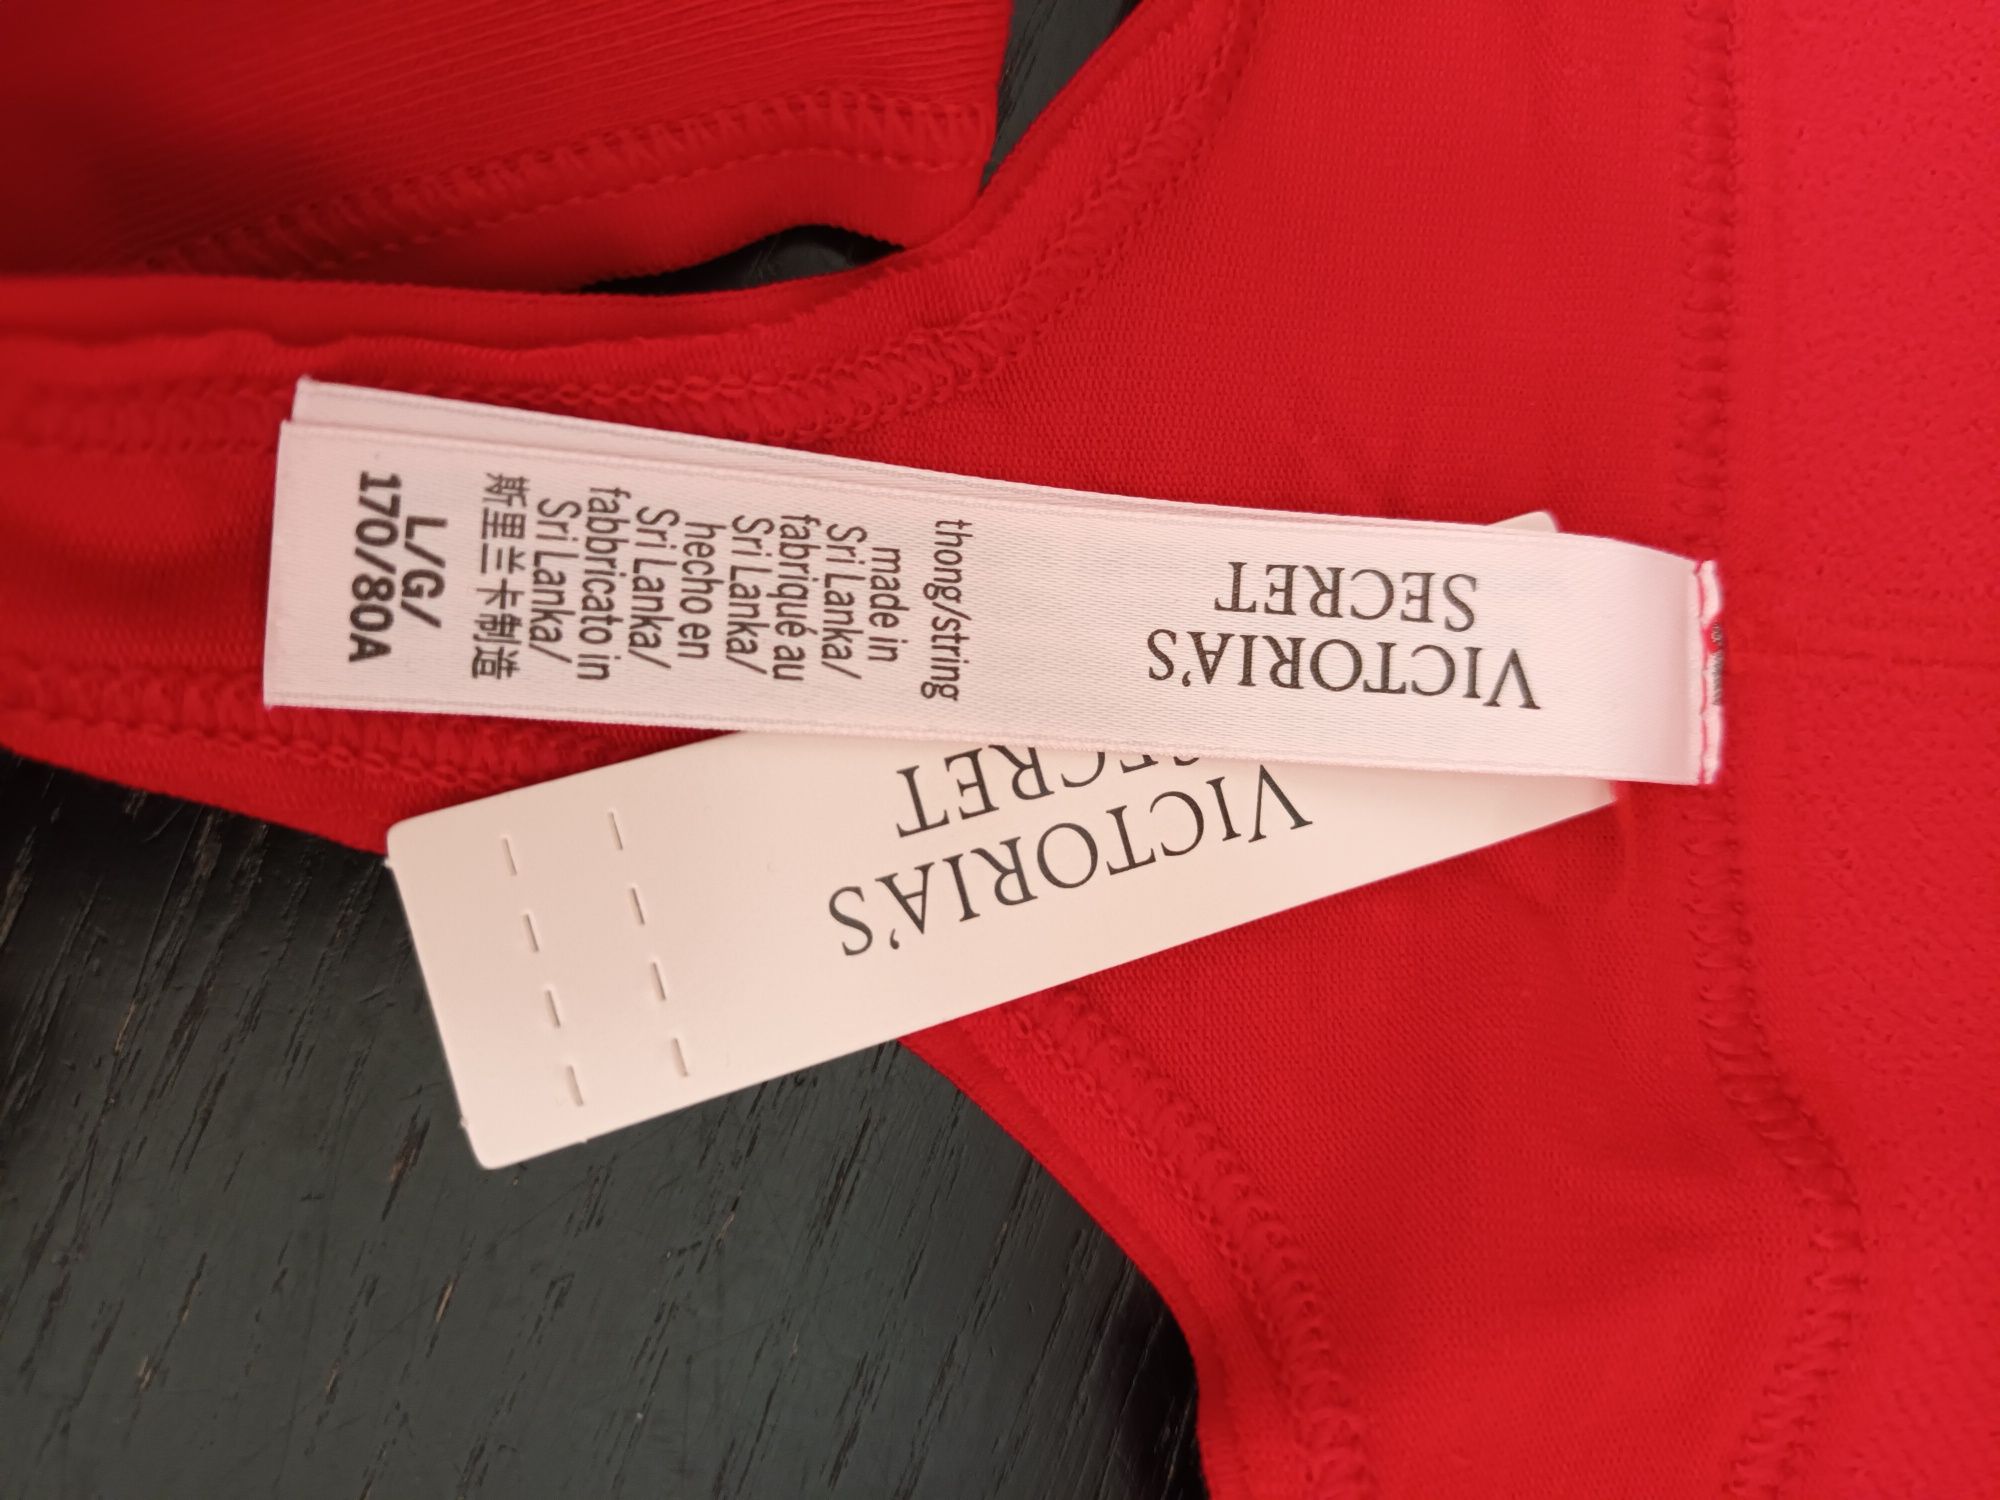 VICTORIA'S
SECRET
thong/string
made in
Sri Lanka/
fabriqué au
Sri Lanka/
hecho en
Sri Lanka/
fabbricato in
Sri Lanka/
斯里兰卡制造
L/G/
170/80A
VICTORIA'S
SECRET